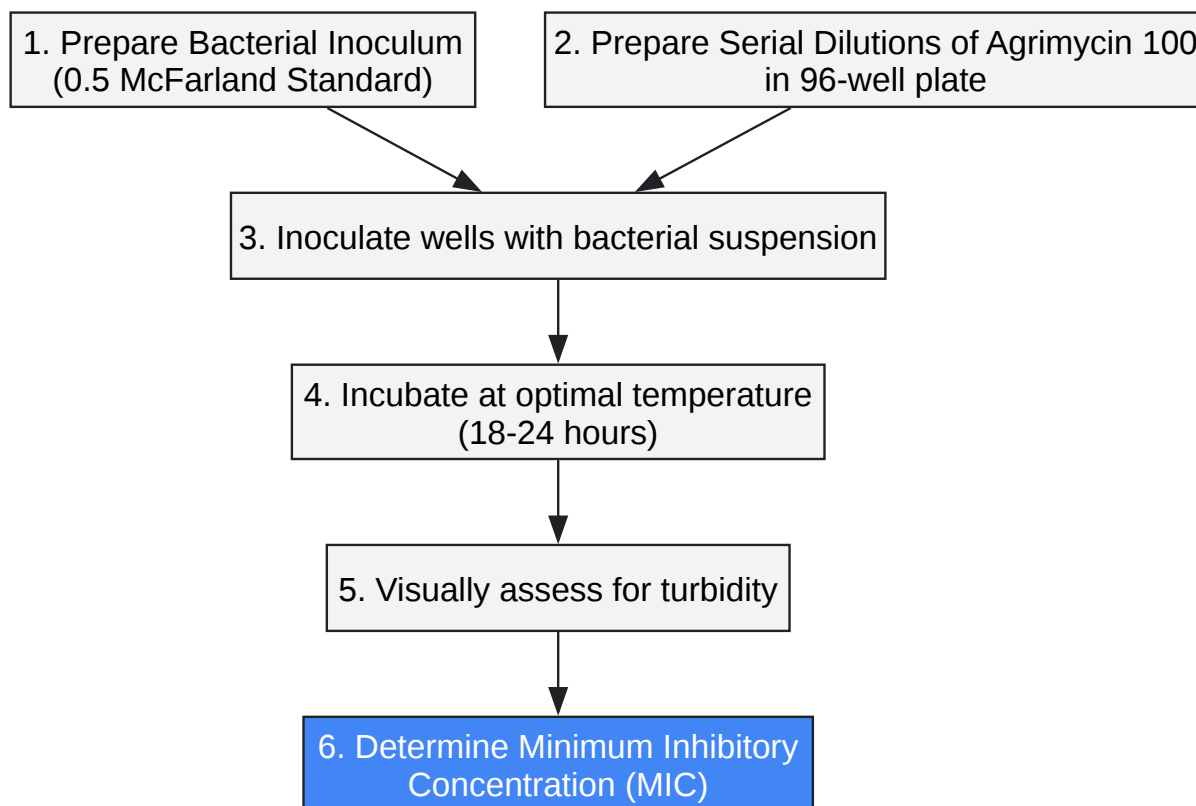 1. Prepare Bacterial Inoculum
(0.5 McFarland Standard)
2. Prepare Serial Dilutions of Agrimycin 100
in 96-well plate
3. Inoculate wells with bacterial suspension
4. Incubate at optimal temperature
(18-24 hours)
5. Visually assess for turbidity
6. Determine Minimum Inhibitory
Concentration (MIC)